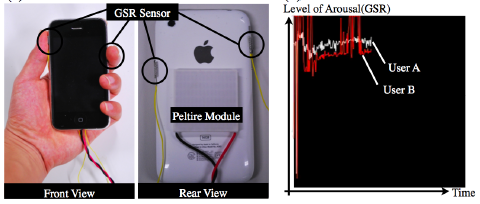 GSR Sensor
Peltire Module
Front View
Rear View
Level of Arousal(GSR)
User A
User B
Time